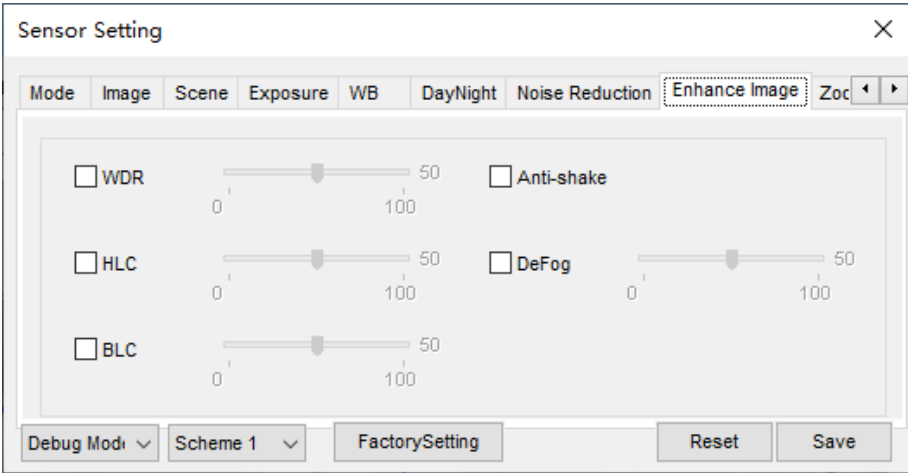 Sensor Setting
Mode Image Scene Exposure WB DayNight Noise Reduction Enhance Image
WDR 50 Anti-shake
0 100
HLC 50 DeFog 50
0 100 0 100
BLC 50
0 100
Debug Scheme 1 FactorySetting Reset Save